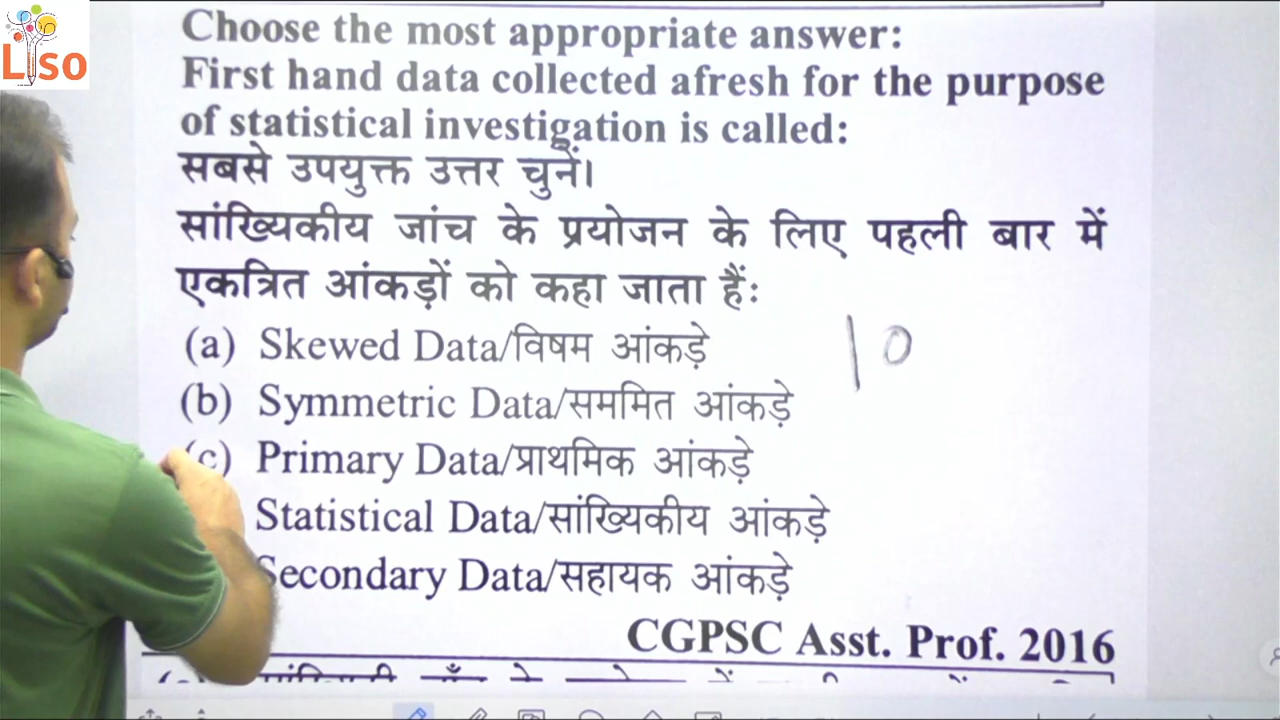 Liso
Choose the most appropriate answer:
First hand data collected afresh for the purpose
of statistical investigation is called:
सबसे उपयुक्त उत्तर चुनें।
सांख्यिकीय जांच के प्रयोजन के लिए पहली बार में
एकत्रित आंकड़ों को कहा जाता हैंः
(a) Skewed Data/विषम आंकड़े
10
(b) Symmetric Data/सममित आंकड़े
(c) Primary Data/प्राथमिक आंकड़े
Statistical Data/सांख्यिकीय आंकड़े
Secondary Data/सहायक आंकड़े
CGPSC Asst. Prof. 2016